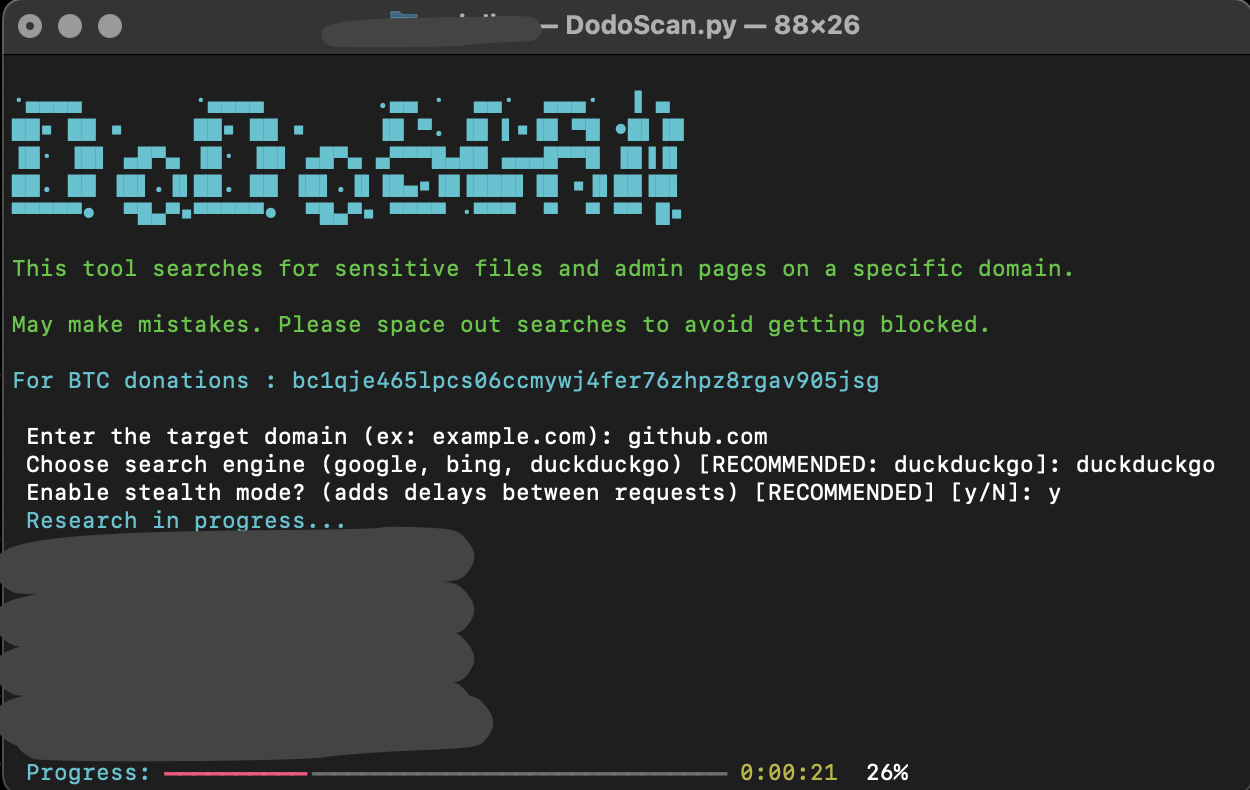 — DodoScan.py — 88×26
DoDoSCAN
This tool searches for sensitive files and admin pages on a specific domain.
May make mistakes. Please space out searches to avoid getting blocked.
For BTC donations : bc1qje465lpcs06ccmywj4fer76zhpz8rgav905jsg
Enter the target domain (ex: example.com): github.com
Choose search engine (google, bing, duckduckgo) [RECOMMENDED: duckduckgo]: duckduckgo
Enable stealth mode? (adds delays between requests) [RECOMMENDED] [y/N]: y
Research in progress...
Progress: 0:00:21 26%